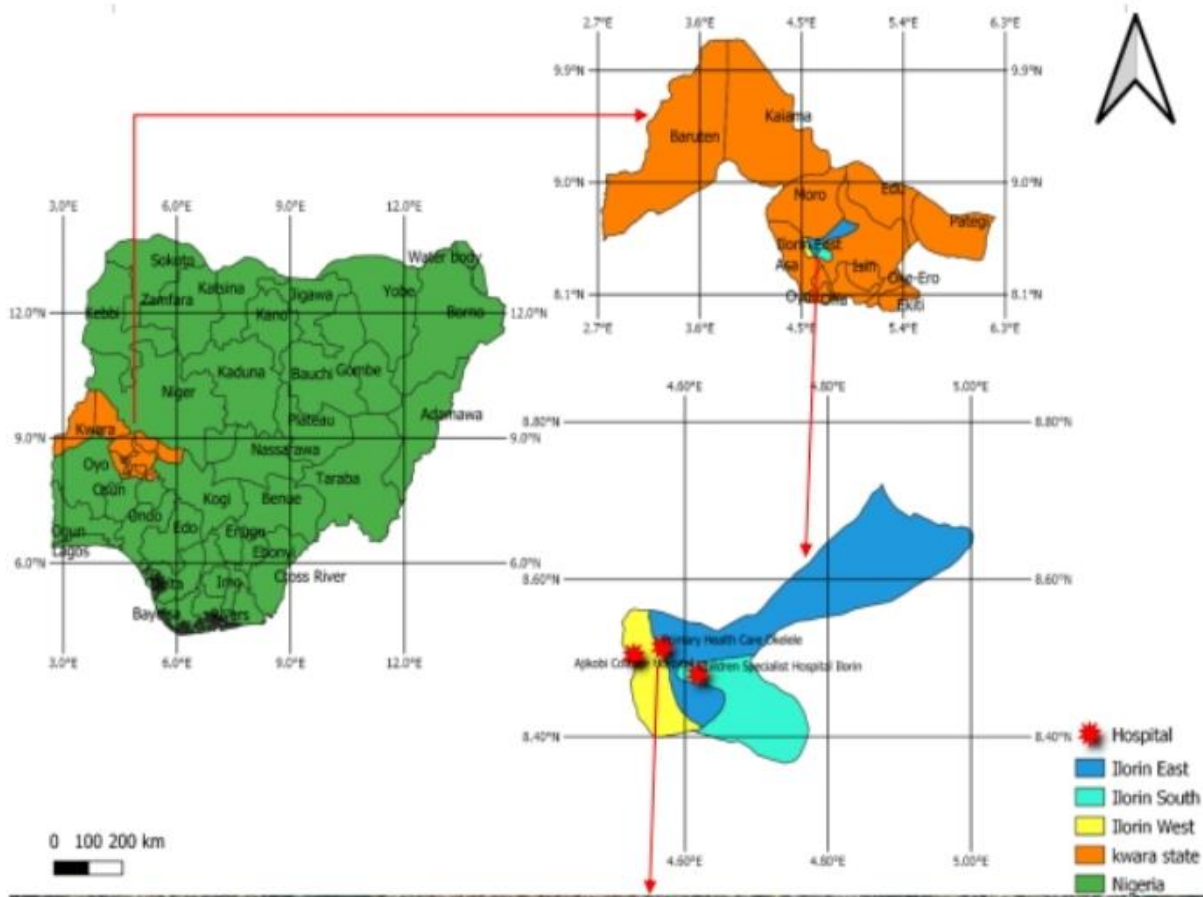 2.7°E 3.6°E 4.5°E 5.4°E 6.3°E
9.9°N 9.9°N
Kaiama
Baruten
9.0°N 9.0°N
Moro Edu
Pategi
Ilorin East
Asa Isin
Oke-Ero
Ekiti
8.1°N 8.1°N
2.7°E 3.6°E 4.5°E 5.4°E 6.3°E
3.0°E 6.0°E 9.0°E 12.0°E
Water body
Sokoto
Katsina Yobe
Zamfara Jigawa
Kebbi Kano Borno
12.0°N 12.0°N
Kaduna Bauchi Gombe
Niger
Plateau Adamawa
Kwara
9.0°N 9.0°N
Nassarawa
Oyo
Taraba
Osun Kogi Benue
Ondo Edo Enugu
Ogun
Lagos Ebonyi
6.0°N 6.0°N
Delta Imo Cross River
Bayelsa Rivers
3.0°E 6.0°E 9.0°E 12.0°E
4.60°E 4.80°E 5.00°E
8.80°N 8.80°N
8.60°N 8.60°N
Primary Health Care Okelele
Ajikobi
Children Specialist Hospital Ilorin
8.40°N 8.40°N
4.60°E 4.80°E 5.00°E
Hospital
Ilorin East
Ilorin South
Ilorin West
kwara state
Nigeria
0 100 200 km